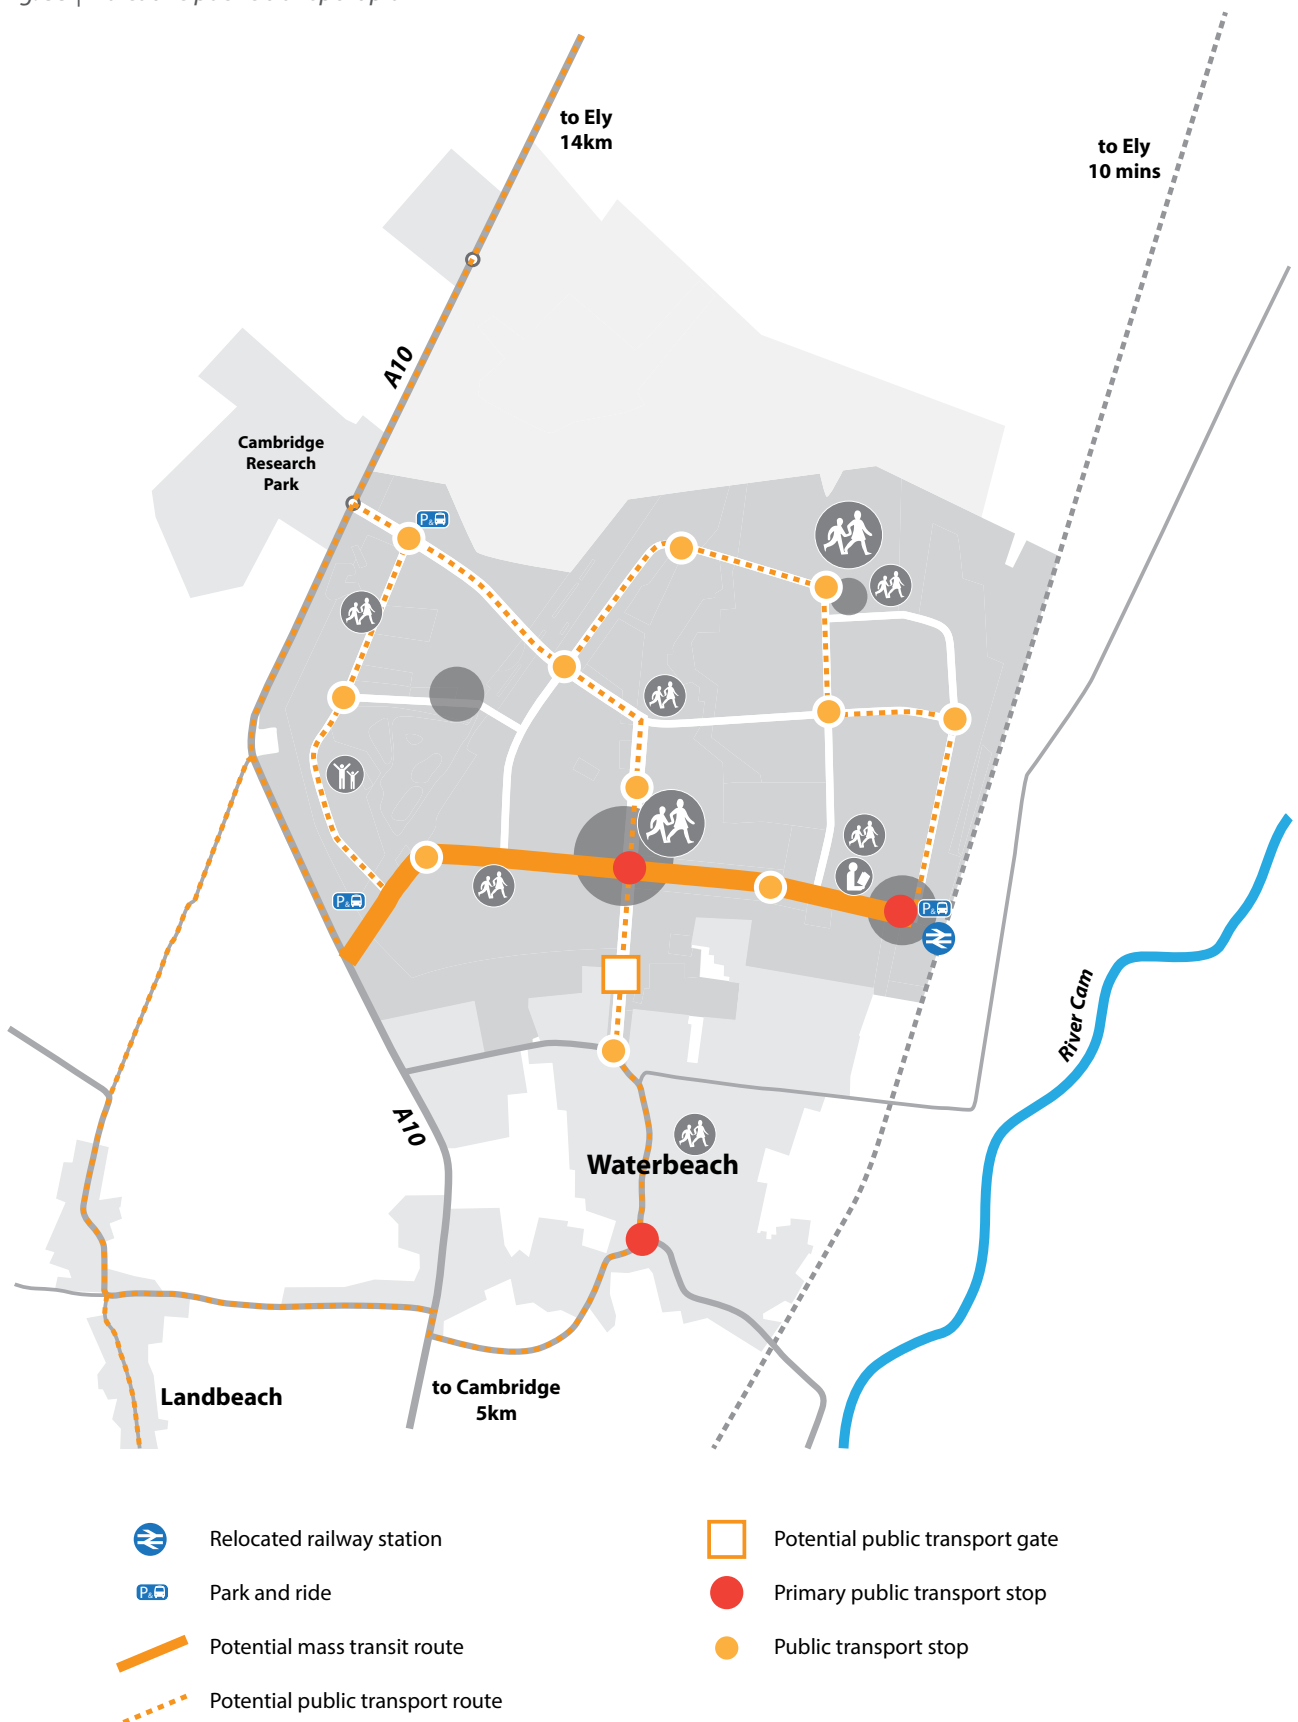 to Ely
14km
to Ely
10 mins
A10
Cambridge
Research
Park
P&
P&
P&
River Cam
A10
Waterbeach
Landbeach
to Cambridge
5km
Relocated railway station
Potential public transport gate
P&
Park and ride
Primary public transport stop
Potential mass transit route
Public transport stop
Potential public transport route